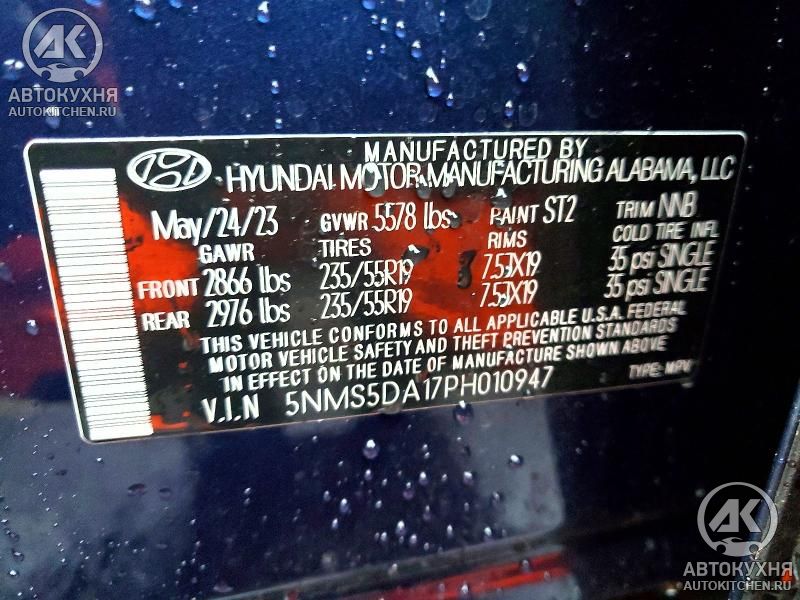 АК
АВТОКУХНЯ
AUTOKITCHEN.RU
MANUFACTURED BY
HYUNDAI MOTOR MANUFACTURING ALABAMA, LLC
May/24/23 GVWR 5578 lbs PAINT ST2 TRIM NNB
GAWR TIRES RIMS COLD TIRE INFL
FRONT 2866 lbs 235/55R19 7.5JX19 35 psi SINGLE
REAR 2976 lbs 235/55R19 7.5JX19 35 psi SINGLE
THIS VEHICLE CONFORMS TO ALL APPLICABLE U.S.A. FEDERAL
MOTOR VEHICLE SAFETY AND THEFT PREVENTION STANDARDS
IN EFFECT ON THE DATE OF MANUFACTURE SHOWN ABOVE
V.I.N 5NMS5DA17PH010947 TYPE: MPV
АК
АВТОКУХНЯ
AUTOKITCHEN.RU